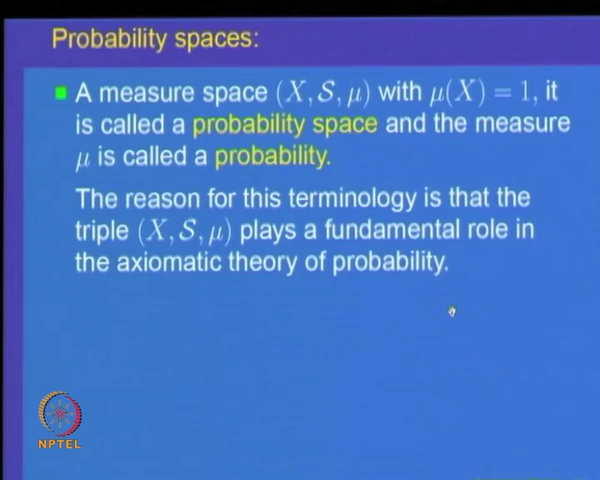 Probability spaces:
A measure space (X, S, μ) with μ(X) = 1, it
is called a probability space and the measure
μ is called a probability.
The reason for this terminology is that the
triple (X, S, μ) plays a fundamental role in
the axiomatic theory of probability.
NPTEL